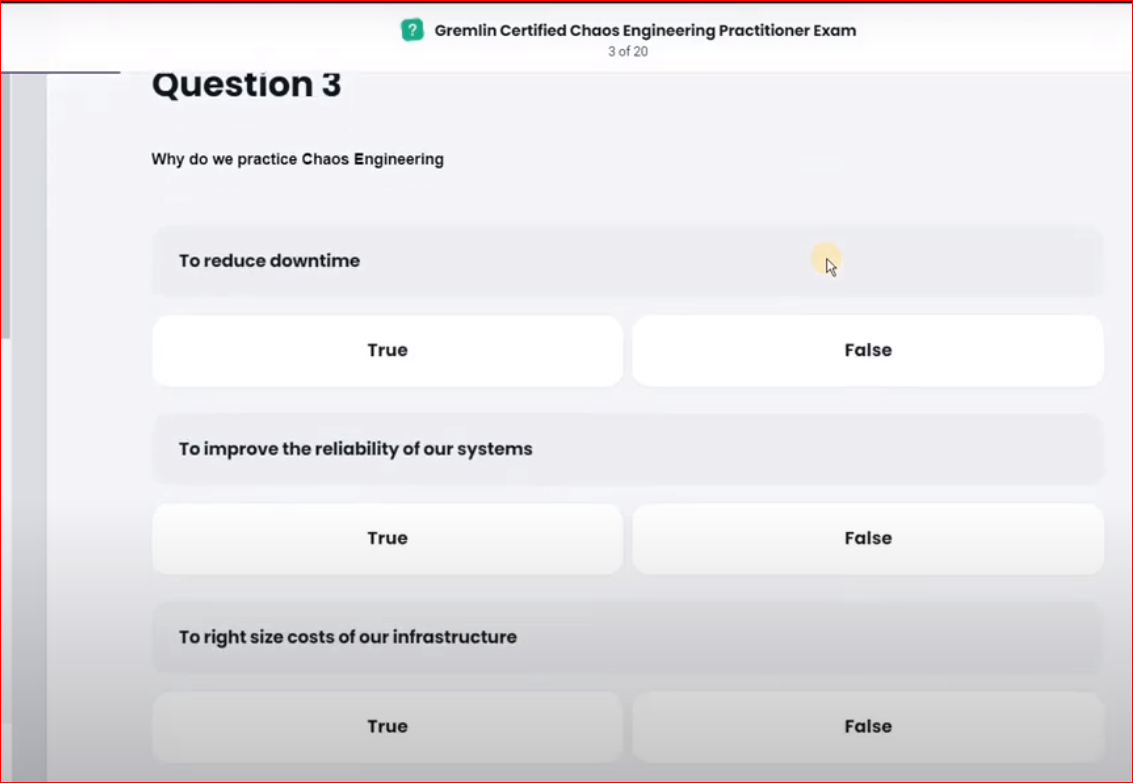 ?
Gremlin Certified Chaos Engineering Practitioner Exam
3 of 20
Question 3
Why do we practice Chaos Engineering
To reduce downtime
True
False
To improve the reliability of our systems
True
False
To right size costs of our infrastructure
True
False